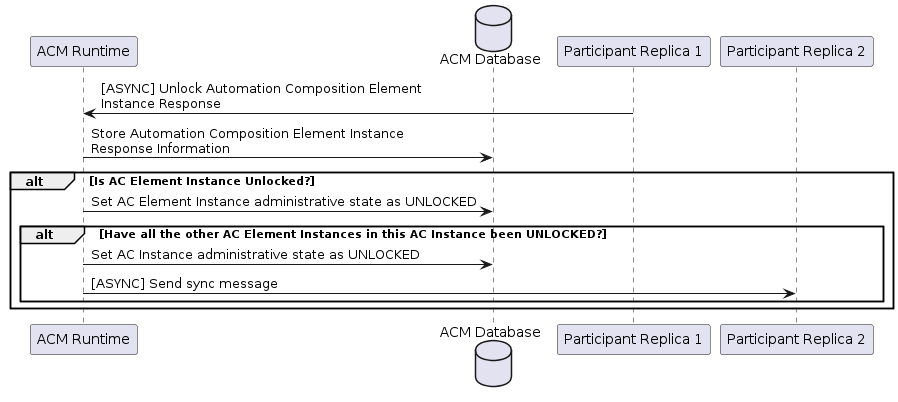 ACM Runtime
ACM Database
Participant Replica 1
Participant Replica 2
[ASYNC] Unlock Automation Composition Element
Instance Response
Store Automation Composition Element Instance
Response Information
alt
[Is AC Element Instance Unlocked?]
Set AC Element Instance administrative state as UNLOCKED
alt
[Have all the other AC Element Instances in this AC Instance been UNLOCKED?]
Set AC Instance administrative state as UNLOCKED
[ASYNC] Send sync message
ACM Runtime
ACM Database
Participant Replica 1
Participant Replica 2